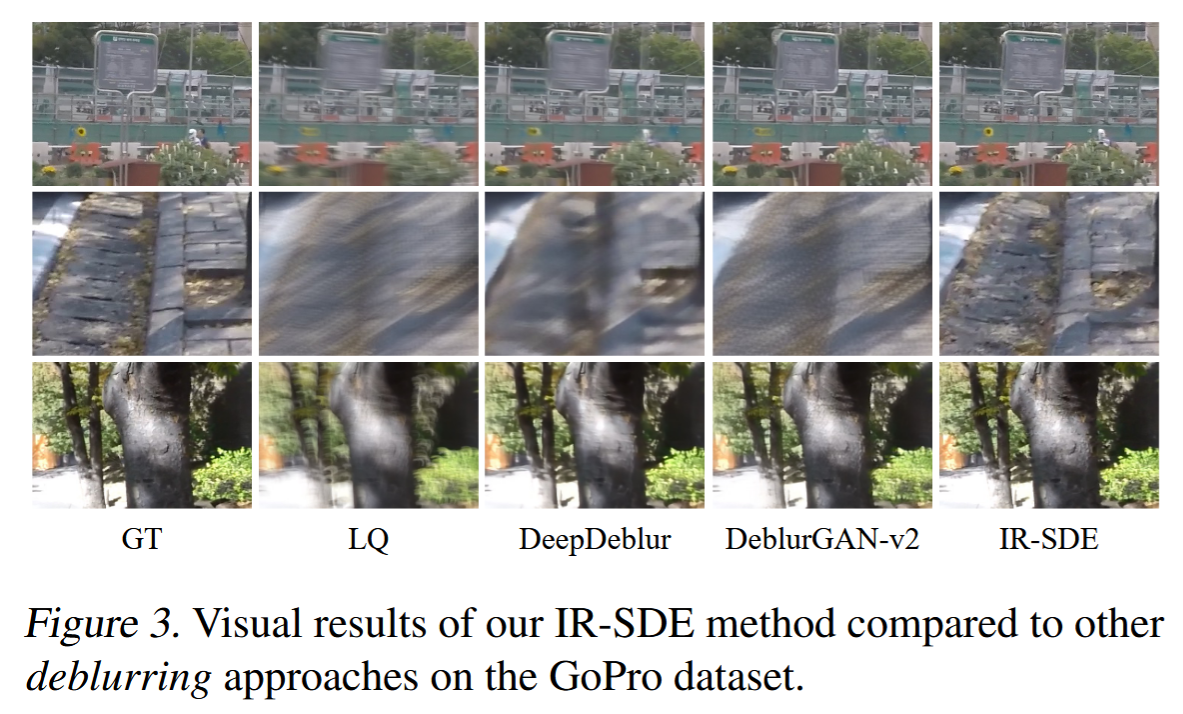 GT
LQ
DeepDeblur
DeblurGAN-v2
IR-SDE
Figure 3. Visual results of our IR-SDE method compared to other
deblurring approaches on the GoPro dataset.